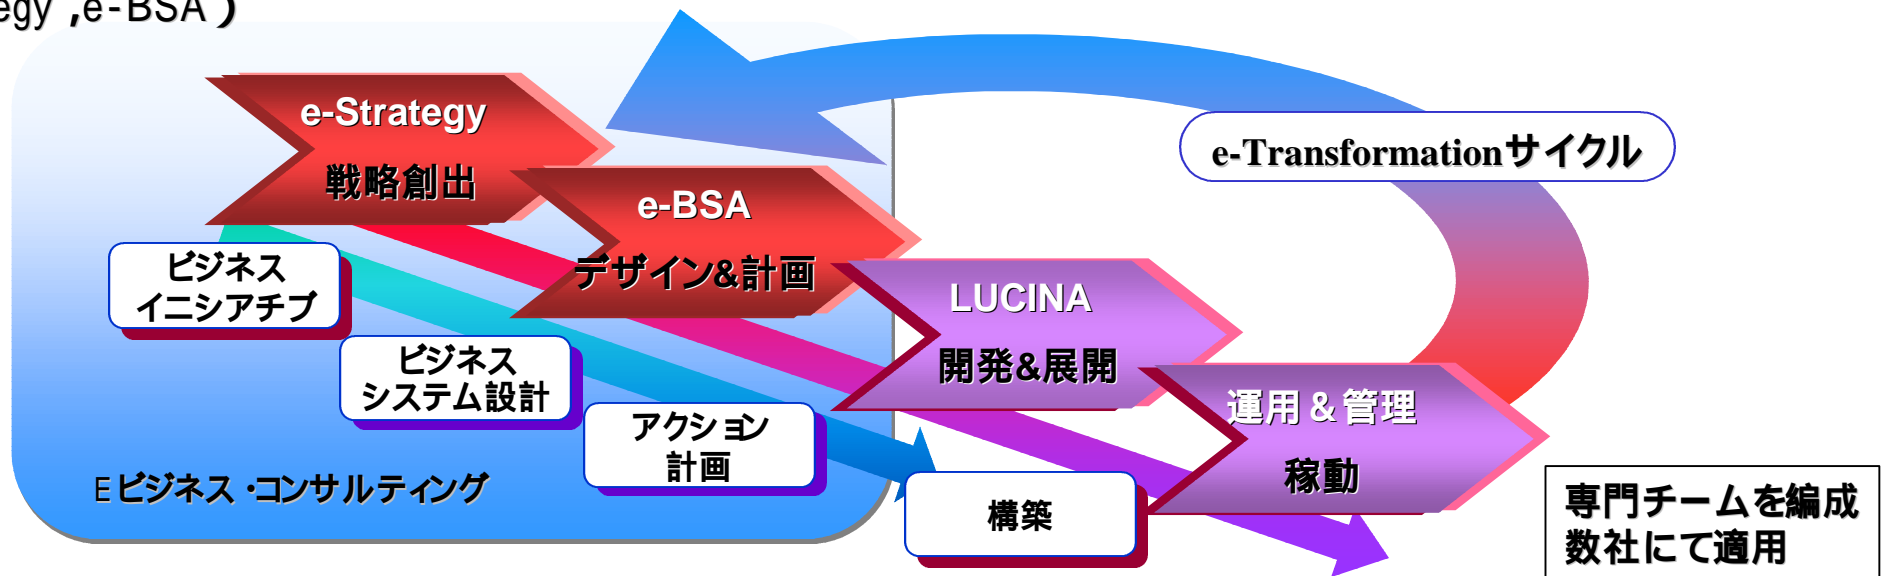 egy ,e-BSA )
e-Strategy
戦略創出
e-Transformationサイクル
e-BSA
デザイン&計画
ビジネス
イニシアチブ
LUCINA
開発&展開
ビジネス
システム設計
アクション
計画
運用&管理
稼動
Eビジネス・コンサルティング
構築
専門チームを編成
数社にて適用